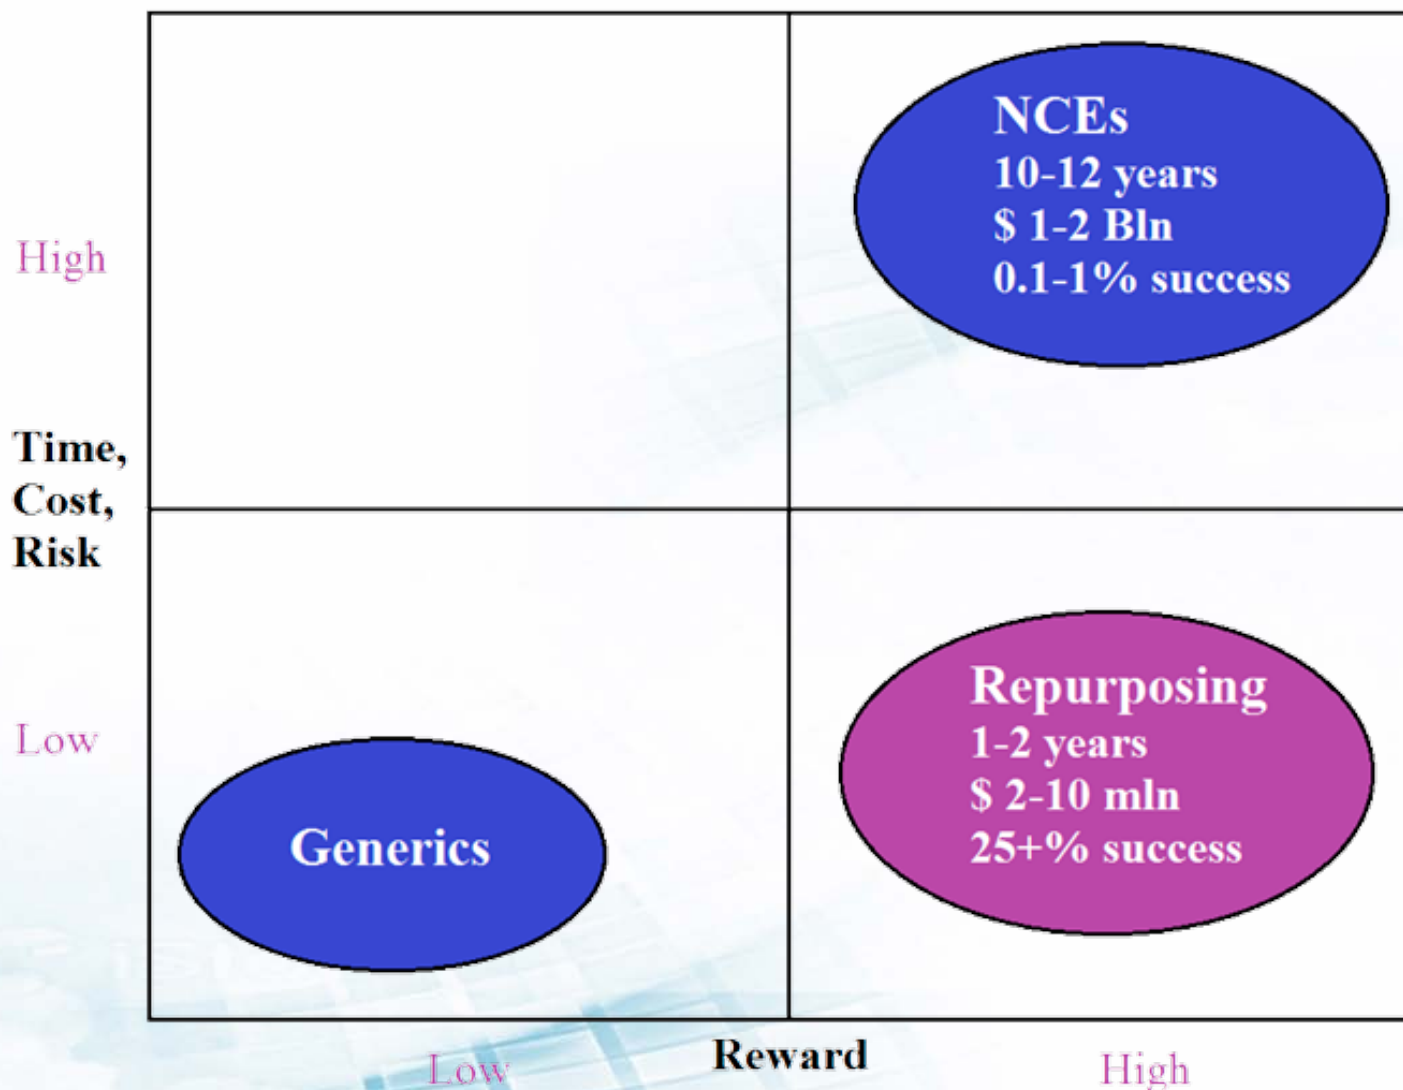 NCEs
10-12 years
$ 1-2 Bln
0.1-1% success
High
Time,
Cost,
Risk
Repurposing
1-2 years
$ 2-10 mln
25+% success
Low
Generics
Low
Reward
High